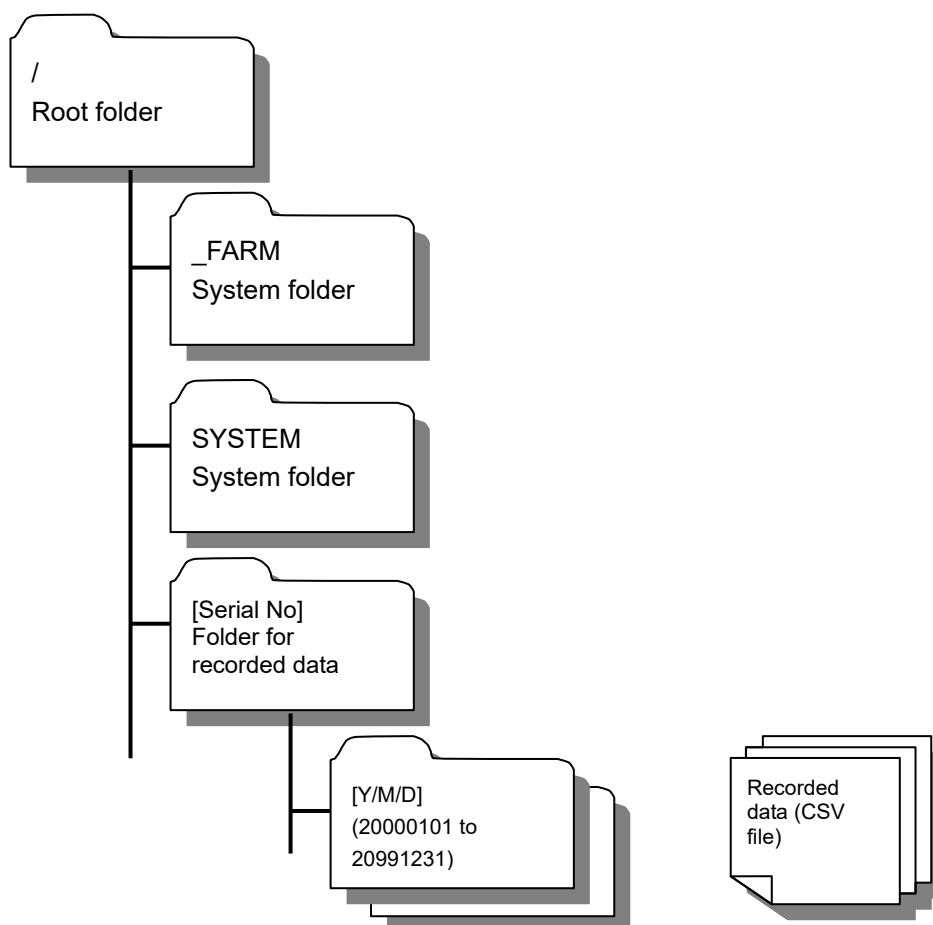 /
Root folder
_FARM
System folder
SYSTEM
System folder
[Serial No]
Folder for
recorded data
[Y/M/D]
(20000101 to
20991231)
Recorded
data (CSV
file)